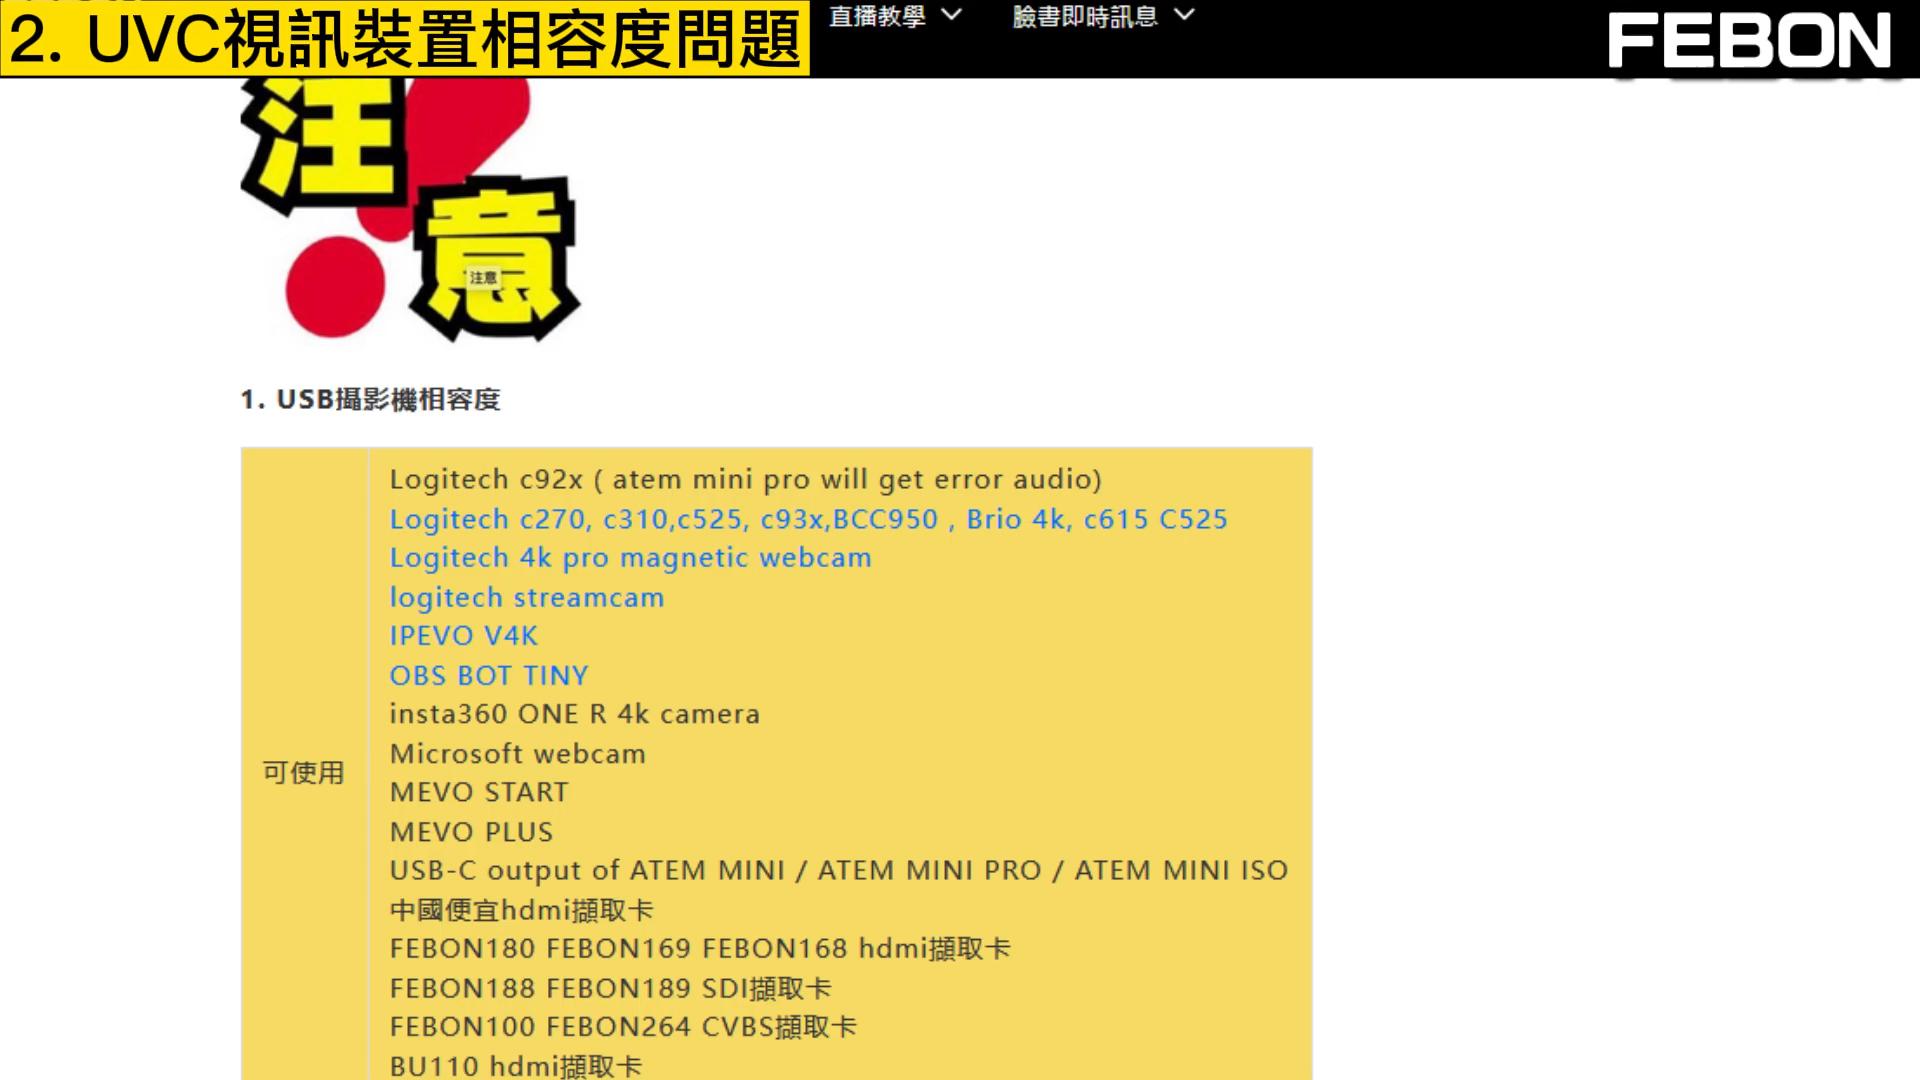 2. UVC視訊裝置相容度問題
直播教學
臉書即時訊息
FEBON
注意
注意
1. USB攝影機相容度
可使用
Logitech c92x ( atem mini pro will get error audio)
Logitech c270, c310,c525, c93x,BCC950 , Brio 4k, c615 C525
Logitech 4k pro magnetic webcam
logitech streamcam
IPEVO V4K
OBS BOT TINY
insta360 ONE R 4k camera
Microsoft webcam
MEVO START
MEVO PLUS
USB-C output of ATEM MINI / ATEM MINI PRO / ATEM MINI ISO
中國便宜hdmi擷取卡
FEBON180 FEBON169 FEBON168 hdmi擷取卡
FEBON188 FEBON189 SDI擷取卡
FEBON100 FEBON264 CVBS擷取卡
BU110 hdmi擷取卡